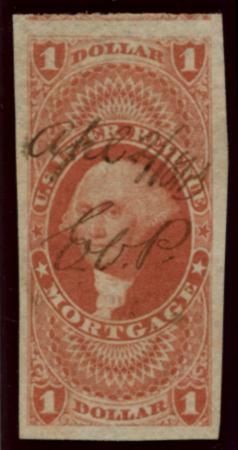 1 DOLLAR 1
U.S. INTER. REVENUE
E.C.P.
MORTGAGE
1 DOLLAR 1